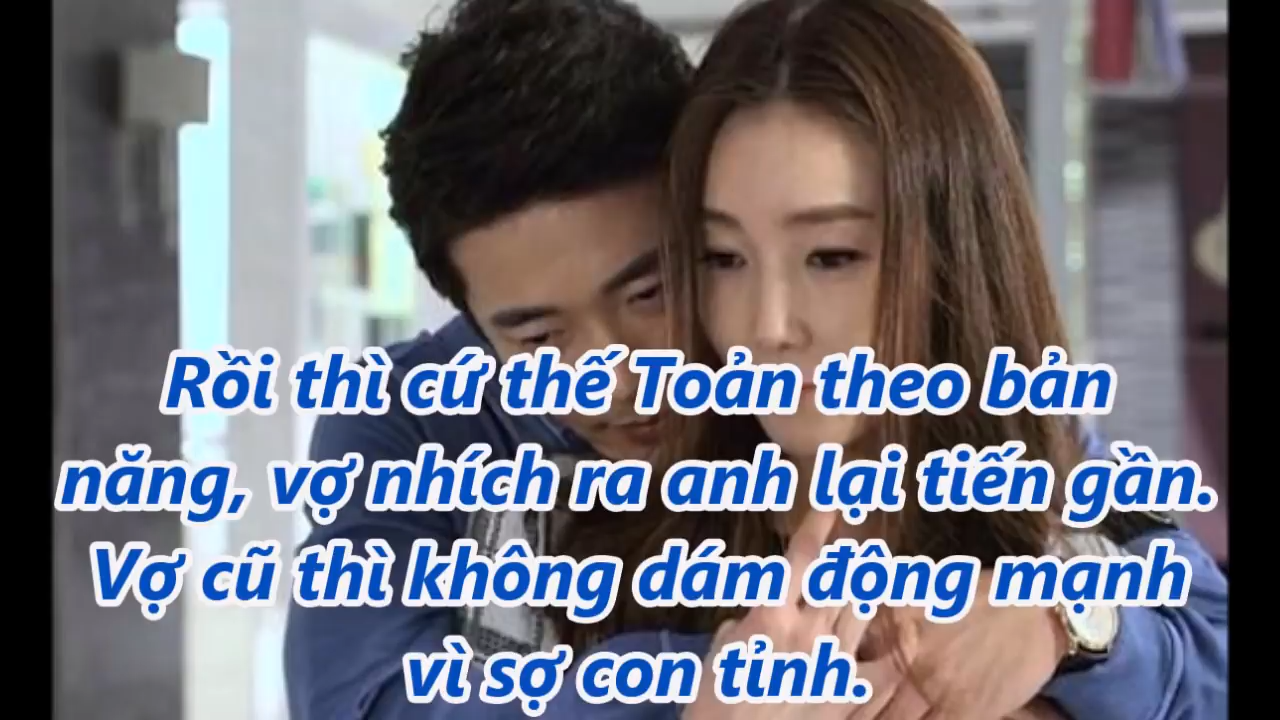 Rồi thì cứ thế Toản theo bản
năng, vợ nhích ra anh lại tiến gần.
Vợ cũ thì không dám động mạnh
vì sợ con tỉnh.